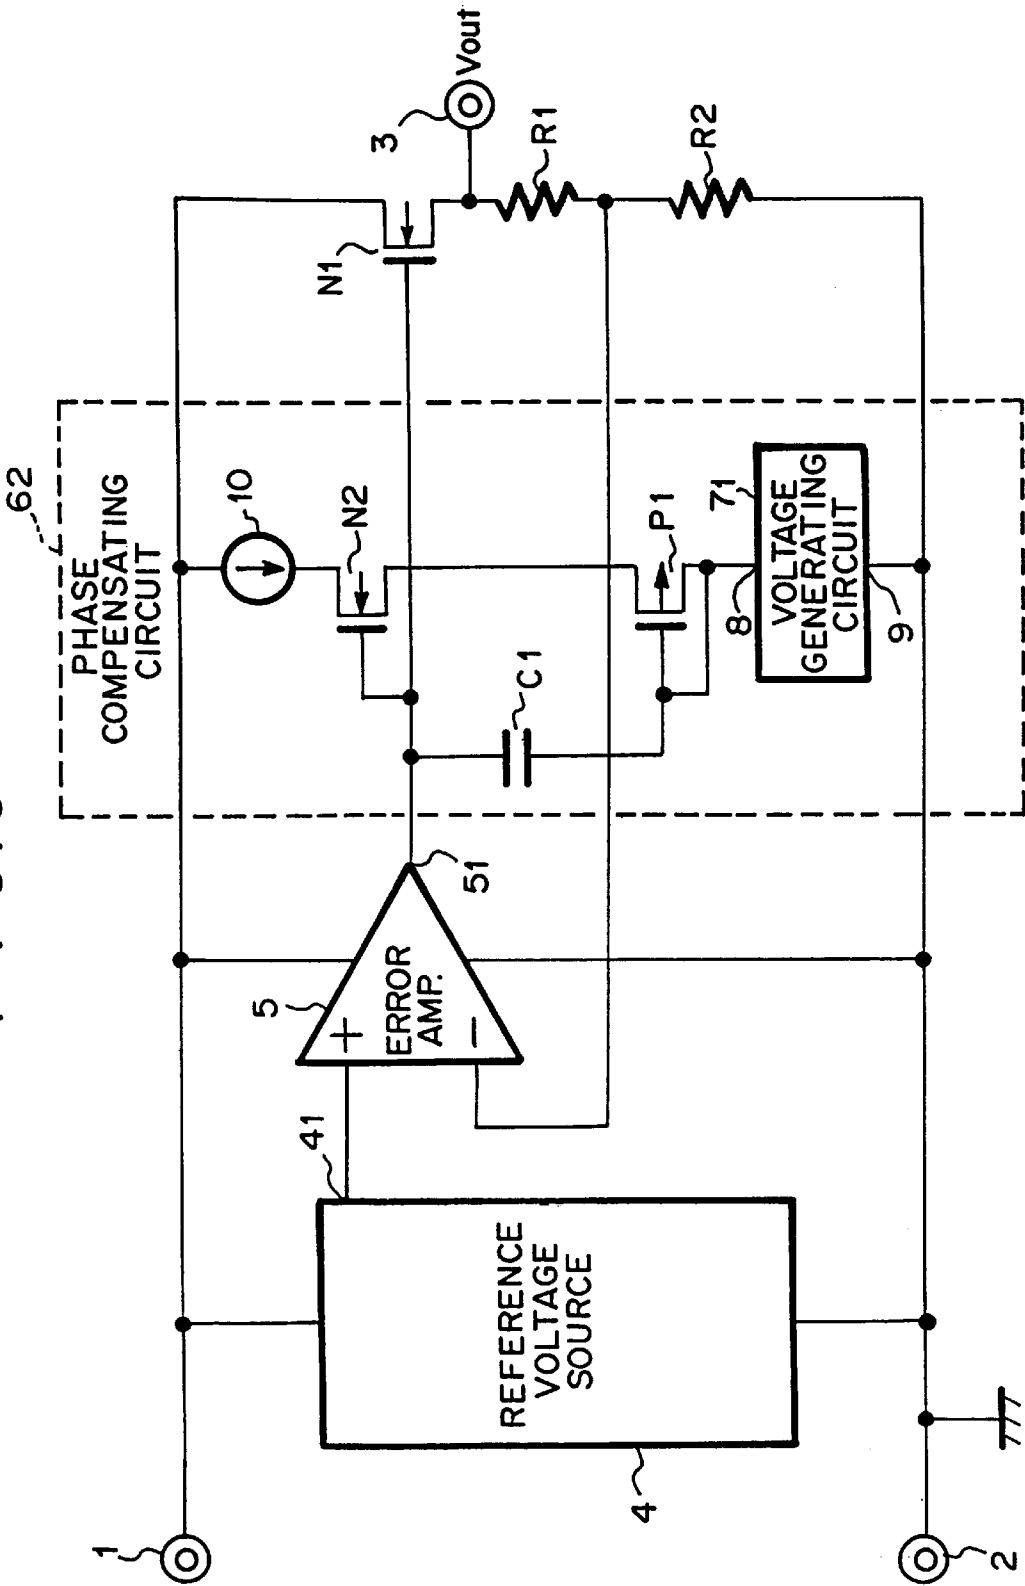 62
PHASE
COMPENSATING
CIRCUIT
1
2
3
Vout
4
REFERENCE
VOLTAGE
SOURCE
41
5
+
ERROR
AMP.
−
51
10
N2
C1
P1
8
71
VOLTAGE
GENERATING
CIRCUIT
9
N1
R1
R2